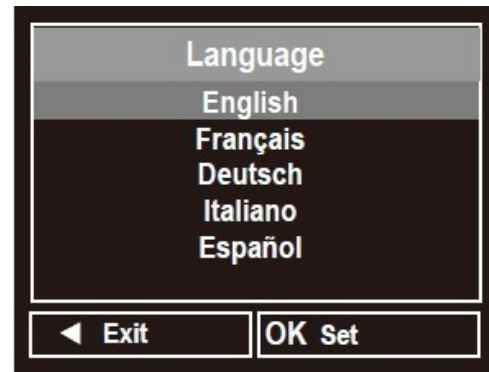 Language
English
Français
Deutsch
Italiano
Español
◀ Exit
OK Set